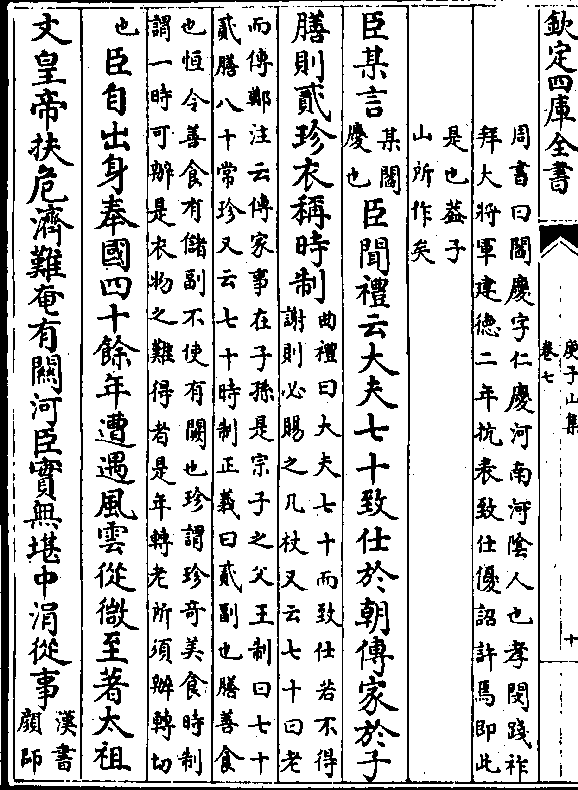 欽定四庫全書
庾子山集
卷七
十
周書曰閻慶字仁慶河南河陰人也孝閔踐祚
拜大將軍建德二年抗表致仕優詔許焉即此
是也葢子
山所作矣
臣某言
某閻
慶也
臣聞禮云大夫七十致仕於朝傳家於子
膳則貳珍衣稱時制
曲禮曰大夫七十而致仕若不得
謝則必賜之几杖又云七十曰老
而傳鄭注云傳家事在子孫是宗子之父王制曰七十
貳膳八十常珍又云七十時制正義曰貳副也膳善食
也恒令善食有儲副不使有闕也珍謂珍奇美食時制
謂一時可辦是衣物之難得者是年轉老所須辦轉切
也
臣自出身奉國四十餘年遭遇風雲從微至著太祖
文皇帝扶危濟難奄有關河臣實無堪中涓從事
漢書
顔師